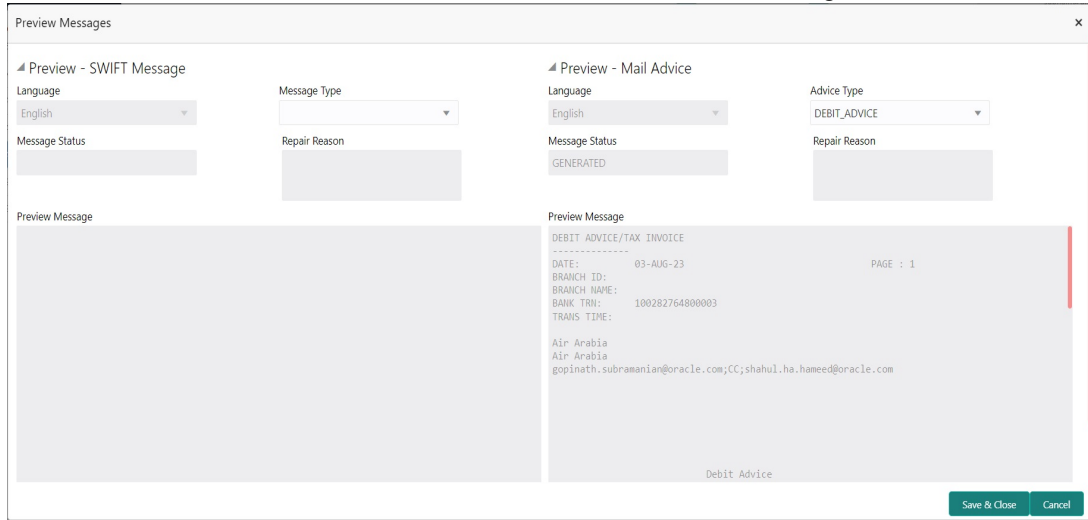 Preview Messages
Preview - SWIFT Message
Language
English
Message Type
Message Status
Repair Reason
Preview Message
Preview - Mail Advice
Language
English
Advice Type
DEBIT_ADVICE
Message Status
GENERATED
Repair Reason
Preview Message
DEBIT ADVICE/TAX INVOICE
--------------
DATE: 03-AUG-23 PAGE : 1
BRANCH ID:
BRANCH NAME:
BANK TRN: 100282764800003
TRANS TIME:
Air Arabia
Air Arabia
gopinath.subramanian@oracle.com;CC;shahul.ha.hameed@oracle.com
Debit Advice
Save & Close
Cancel